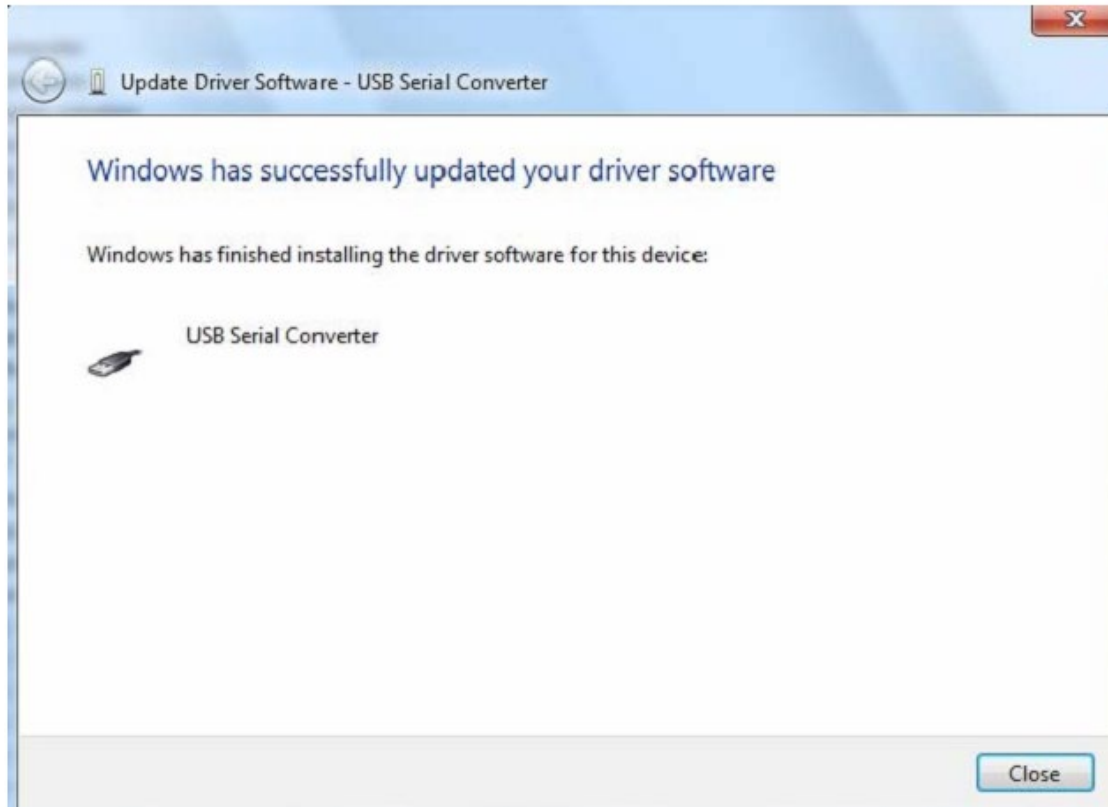 Update Driver Software - USB Serial Converter
Windows has successfully updated your driver software
Windows has finished installing the driver software for this device:
USB Serial Converter
Close